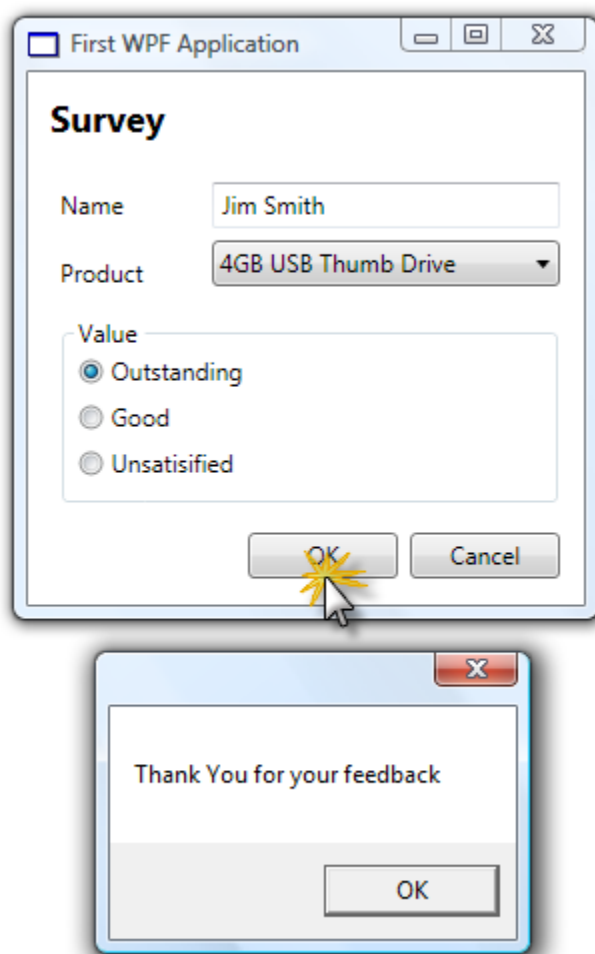 First WPF Application
Survey
Name
Jim Smith
Product
4GB USB Thumb Drive
Value
Outstanding
Good
Unsatisified
OK
Cancel
Thank You for your feedback
OK